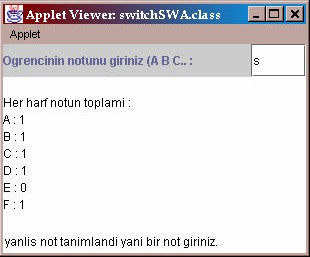 Applet Viewer: switchSWA.class
Applet
Ogrencinin notunu giriniz (A B C.. : s
Her harf notun toplami :
A : 1
B : 1
C : 1
D : 1
E : 0
F : 1
yanlis not tanimlandi yani bir not giriniz.